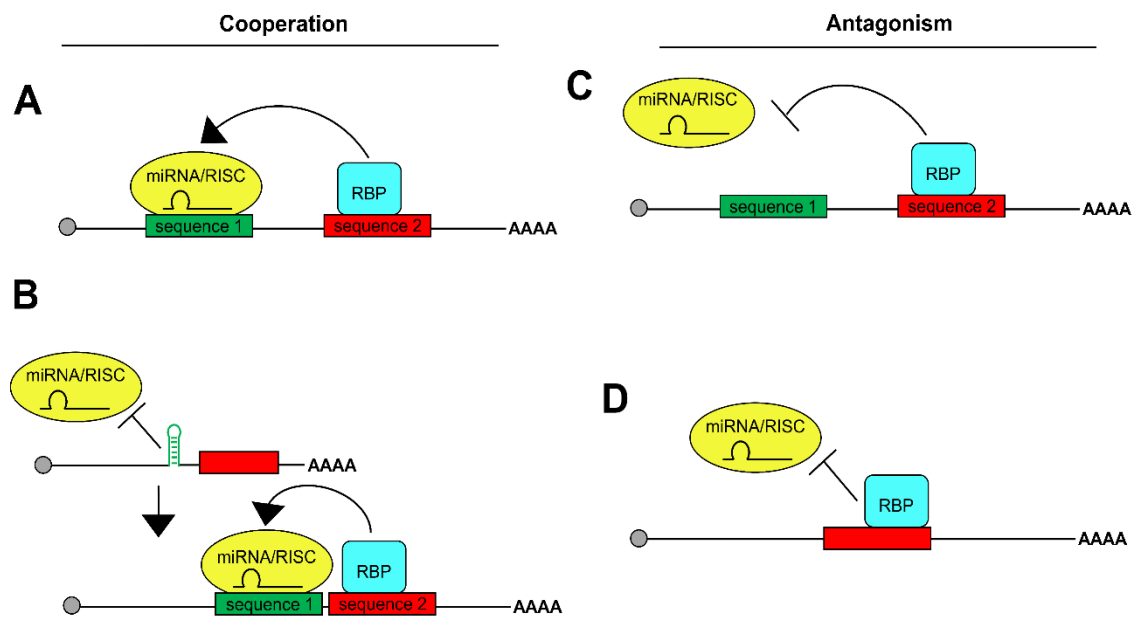 Cooperation
A
miRNA/RISC
RBP
sequence 1
sequence 2
AAAA
B
miRNA/RISC
AAAA
miRNA/RISC
RBP
sequence 1
sequence 2
AAAA
Antagonism
C
miRNA/RISC
RBP
sequence 1
sequence 2
AAAA
D
miRNA/RISC
RBP
AAAA